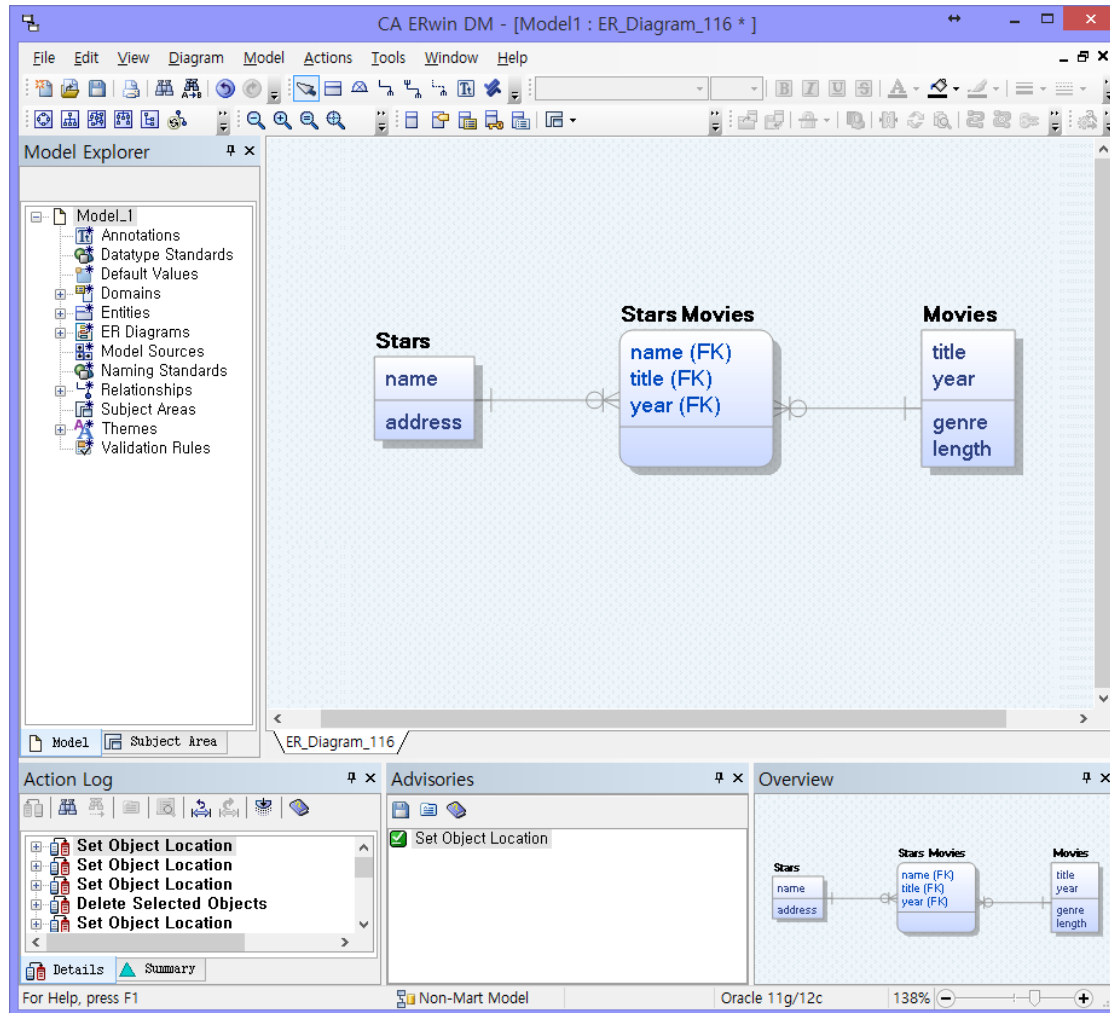 CA ERwin DM - [Model1 : ER_Diagram_116 * ]
File Edit View Diagram Model Actions Tools Window Help
Model Explorer
Model_1
Annotations
Datatype Standards
Default Values
Domains
Entities
ER Diagrams
Model Sources
Naming Standards
Relationships
Subject Areas
Themes
Validation Rules
Model Subject Area
Stars
name
address
Stars Movies
name (FK)
title (FK)
year (FK)
Movies
title
year
genre
length
ER_Diagram_116
Action Log
Set Object Location
Set Object Location
Set Object Location
Delete Selected Objects
Set Object Location
Details Summary
Advisories
Set Object Location
Overview
Stars
name
address
Stars Movies
name (FK)
title (FK)
year (FK)
Movies
title
year
genre
length
For Help, press F1 Non-Mart Model Oracle 11g/12c 138%